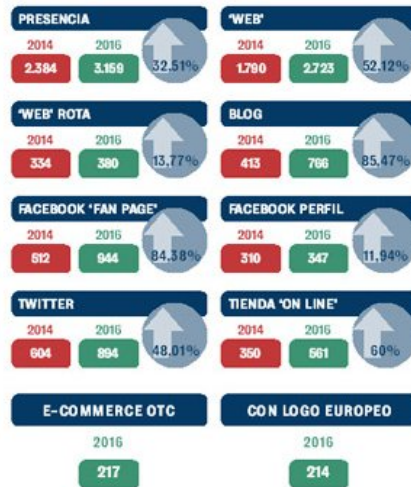 PRESENCIA
2014 2016
2.384 3.159 32,51%
'WEB'
2014 2016
1.790 2.723 52,12%
'WEB' ROTA
2014 2016
334 380 13,77%
BLOG
2014 2016
413 766 85,47%
FACEBOOK 'FAN PAGE'
2014 2016
512 944 84,38%
FACEBOOK PERFIL
2014 2016
310 347 11,94%
TWITTER
2014 2016
604 894 48,01%
TIENDA 'ON LINE'
2014 2016
350 561 60%
E-COMMERCE OTC
2016
217
CON LOGO EUROPEO
2016
214